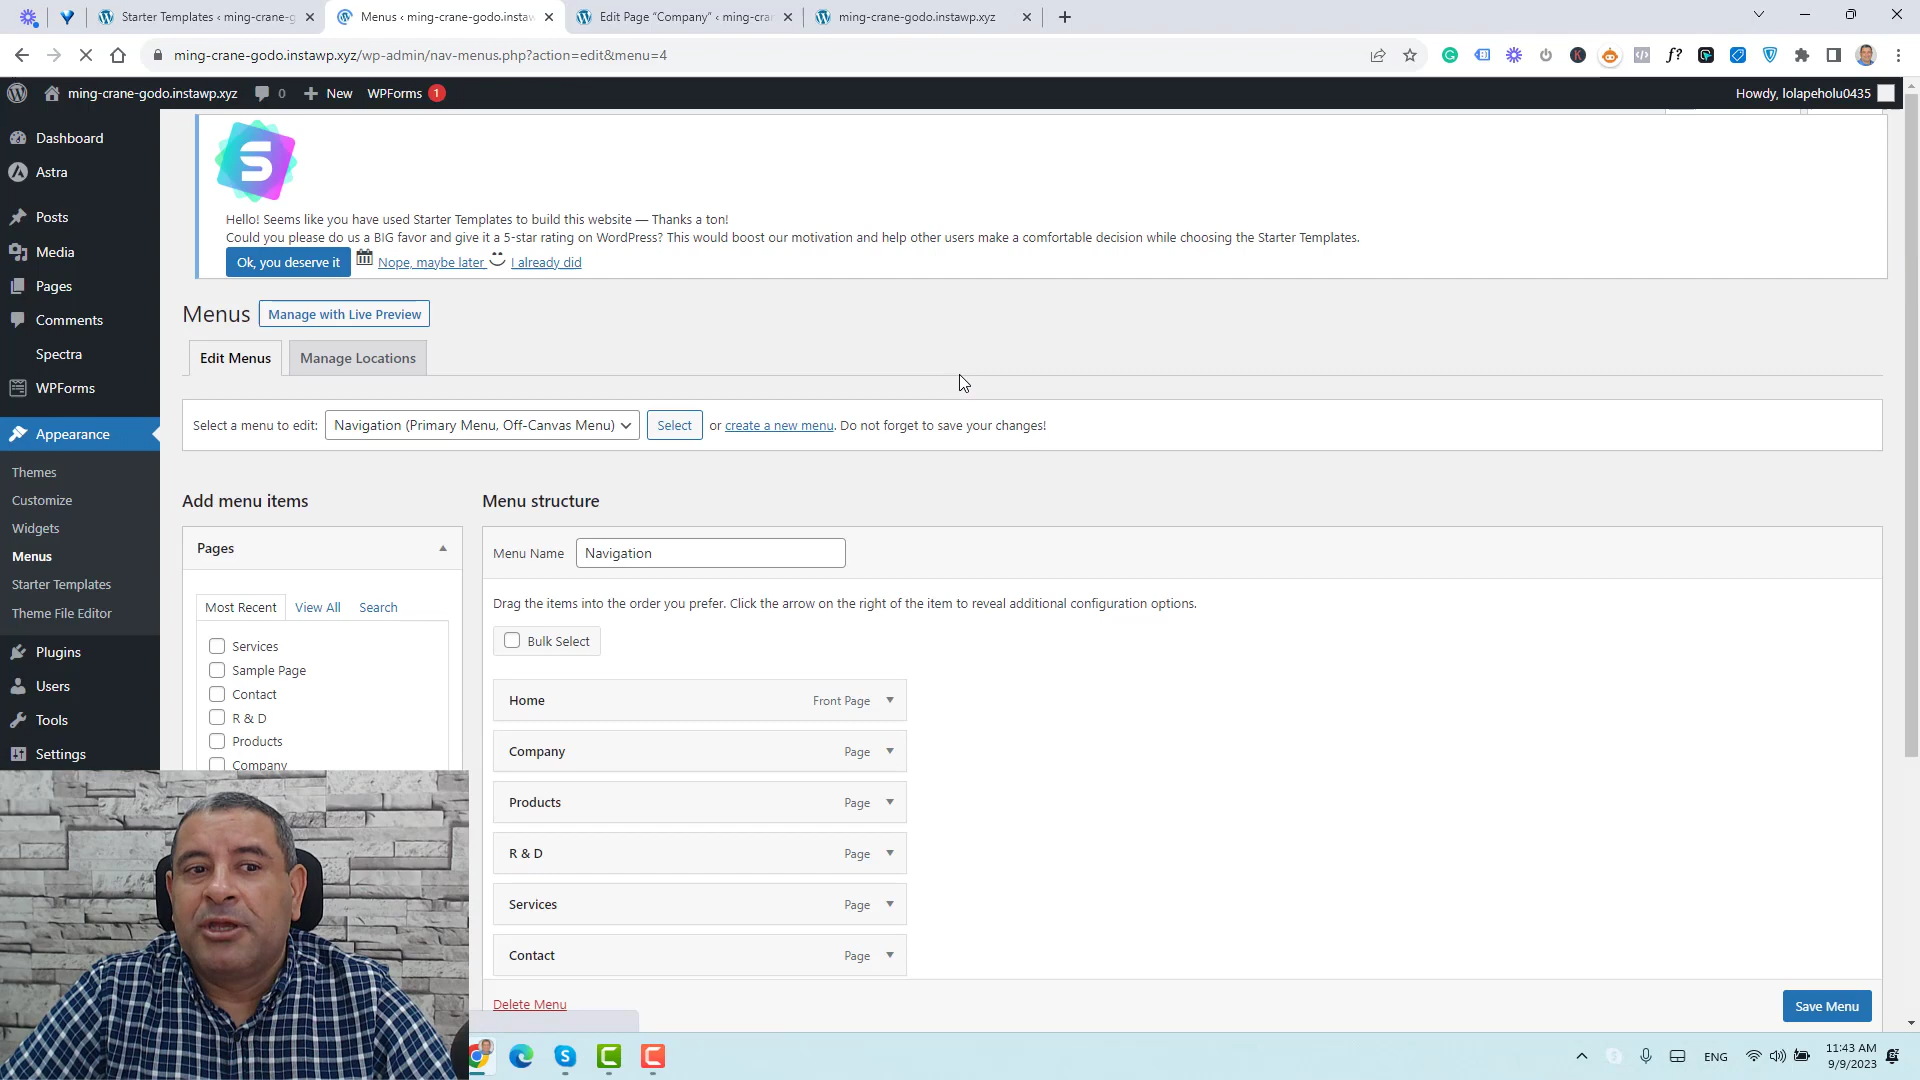 Starter Templates ‹ ming-crane-g
Menus ‹ ming-crane-godo.instaw
Edit Page “Company” ‹ ming-cra
ming-crane-godo.instawp.xyz
ming-crane-godo.instawp.xyz/wp-admin/nav-menus.php?action=edit&menu=4
ming-crane-godo.instawp.xyz 0 New WPForms 1
Howdy, lolapeholu0435
Dashboard
Astra
Posts
Media
Pages
Comments
Spectra
WPForms
Appearance
Themes
Customize
Widgets
Menus
Starter Templates
Theme File Editor
Plugins
Users
Tools
Settings
Hello! Seems like you have used Starter Templates to build this website — Thanks a ton!
Could you please do us a BIG favor and give it a 5-star rating on WordPress? This would boost our motivation and help other users make a comfortable decision while choosing the Starter Templates.
Ok, you deserve it Nope, maybe later I already did
Menus Manage with Live Preview
Edit Menus Manage Locations
Select a menu to edit: Navigation (Primary Menu, Off-Canvas Menu) Select or create a new menu. Do not forget to save your changes!
Add menu items
Pages
Most Recent View All Search
Services
Sample Page
Contact
R & D
Products
Company
Menu structure
Menu Name Navigation
Drag the items into the order you prefer. Click the arrow on the right of the item to reveal additional configuration options.
Bulk Select
Home Front Page
Company Page
Products Page
R & D Page
Services Page
Contact Page
Delete Menu
Save Menu
ENG
11:43 AM
9/9/2023